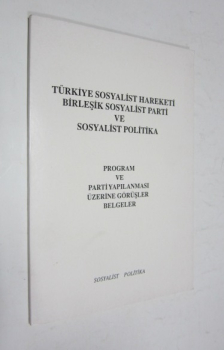 TÜRKİYE SOSYALİST HAREKETİ
BİRLEŞİK SOSYALİST PARTİ
VE
SOSYALİST POLİTİKA
PROGRAM
VE
PARTİ YAPILANMASI
ÜZERİNE GÖRÜŞLER
BELGELER
SOSYALİST POLİTİKA